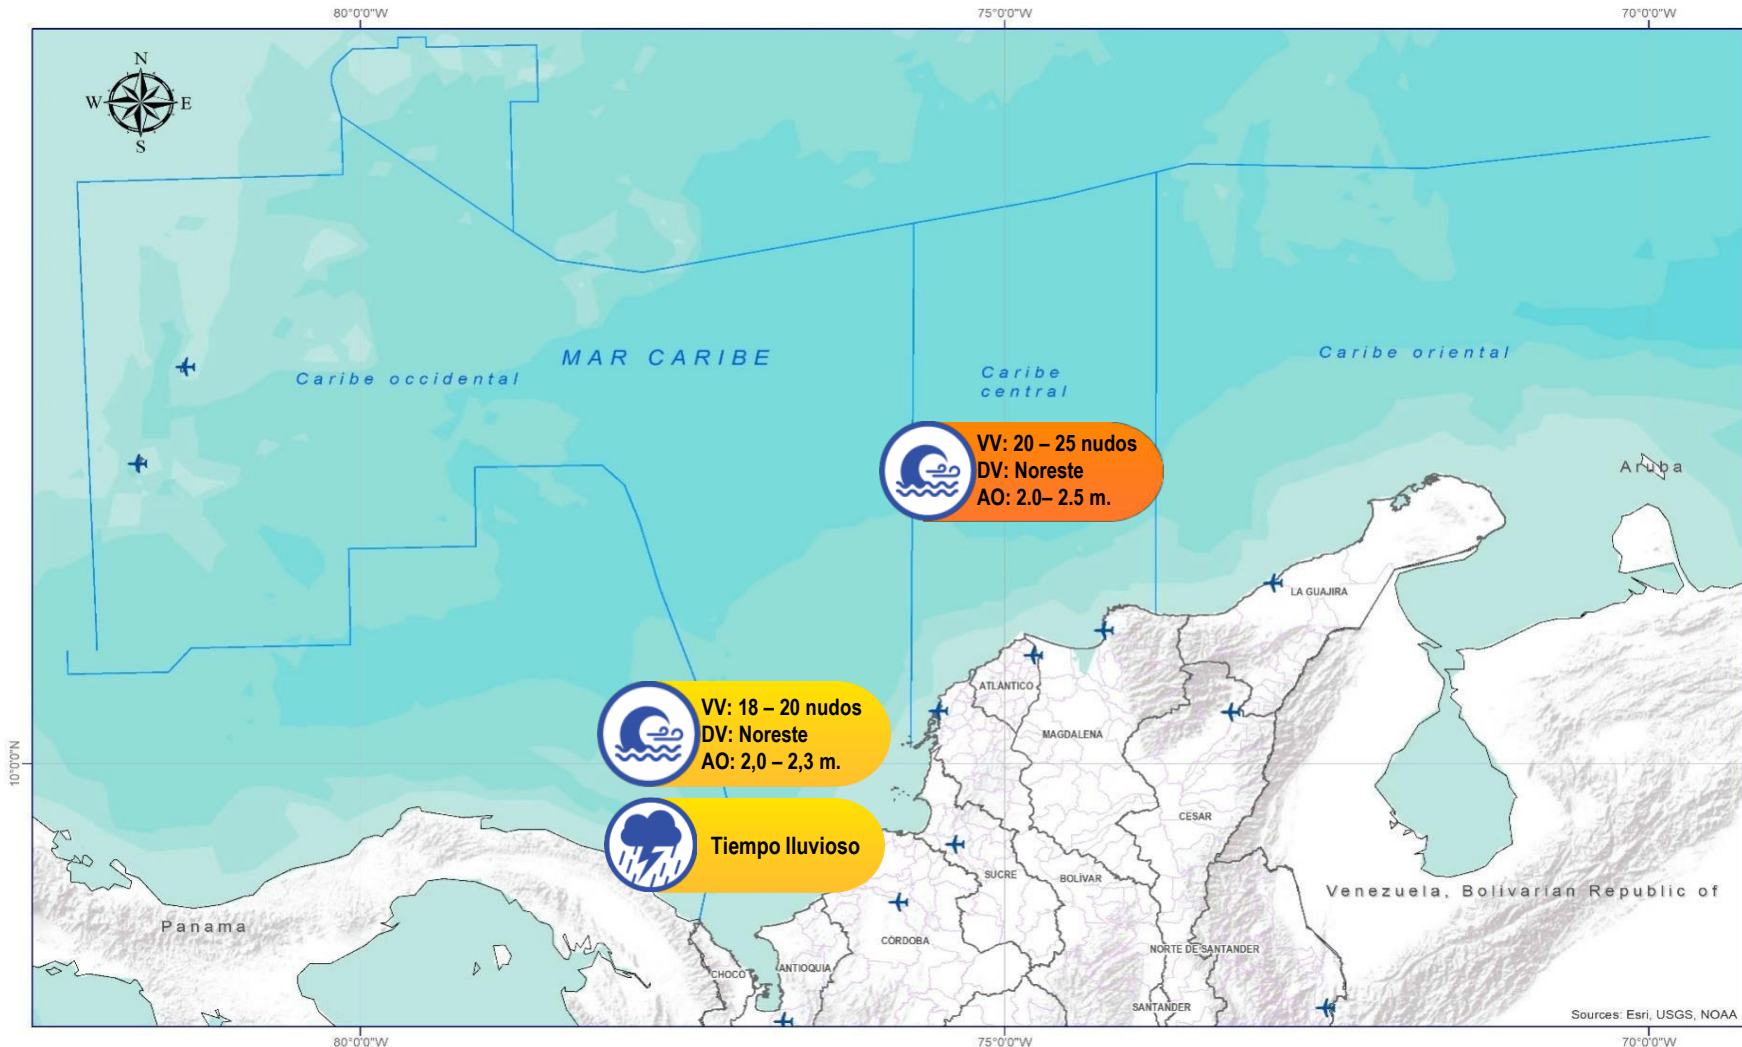 80°0'0"W
75°0'0"W
70°0'0"W
N
W
E
S
MAR CARIBE
Caribe occidental
Caribe
central
Caribe oriental
VV: 20 – 25 nudos
DV: Noreste
AO: 2.0– 2.5 m.
Aruba
LA GUAJIRA
ATLÁNTICO
MAGDALENA
VV: 18 – 20 nudos
DV: Noreste
AO: 2,0 – 2,3 m.
10°0'0"N
CESAR
Tiempo lluvioso
SUCRE
BOLÍVAR
Venezuela, Bolivarian Republic of
Panama
CÓRDOBA
NORTE DE SANTANDER
CHOCO
ANTIOQUIA
SANTANDER
Sources: Esri, USGS, NOAA
80°0'0"W
75°0'0"W
70°0'0"W